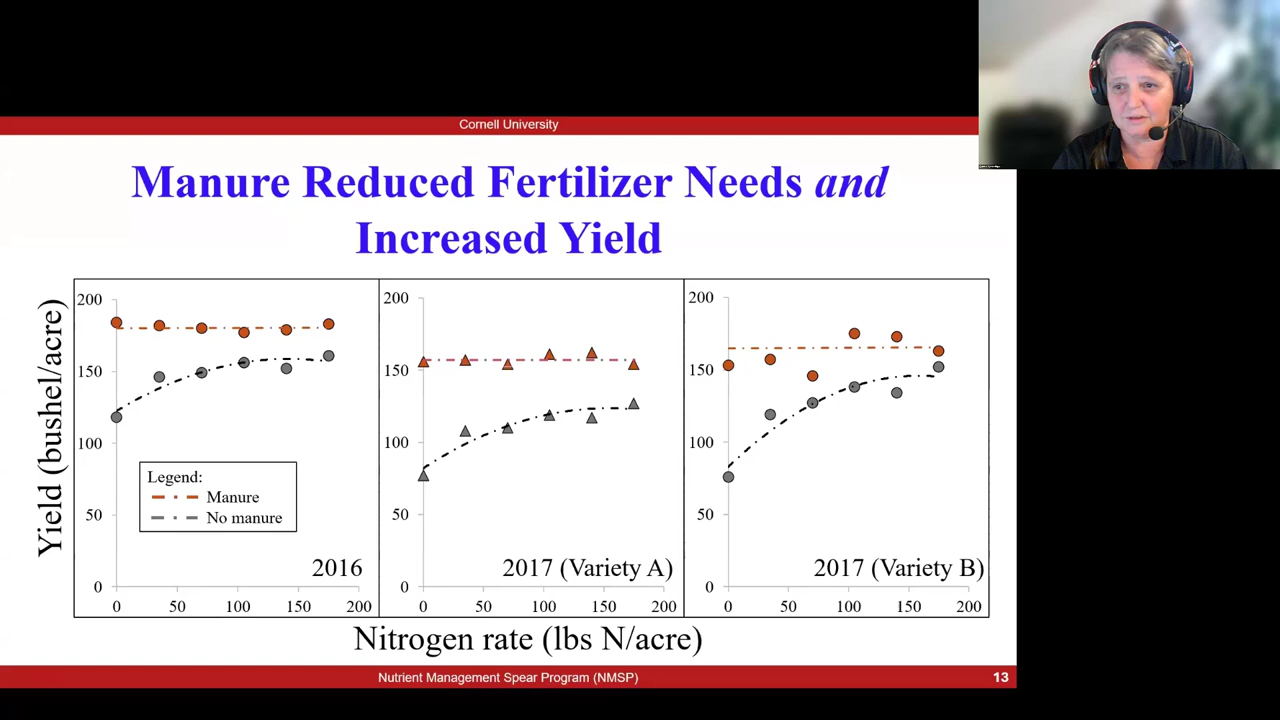 Cornell University
Manure Reduced Fertilizer Needs and
Increased Yield
Yield (bushel/acre)
200
150
100
50
0
0 50 100 150 200
Legend:
Manure
No manure
2016
200
150
100
50
0
0 50 100 150 200
2017 (Variety A)
200
150
100
50
0
0 50 100 150 200
2017 (Variety B)
Nitrogen rate (lbs N/acre)
Nutrient Management Spear Program (NMSP)
13